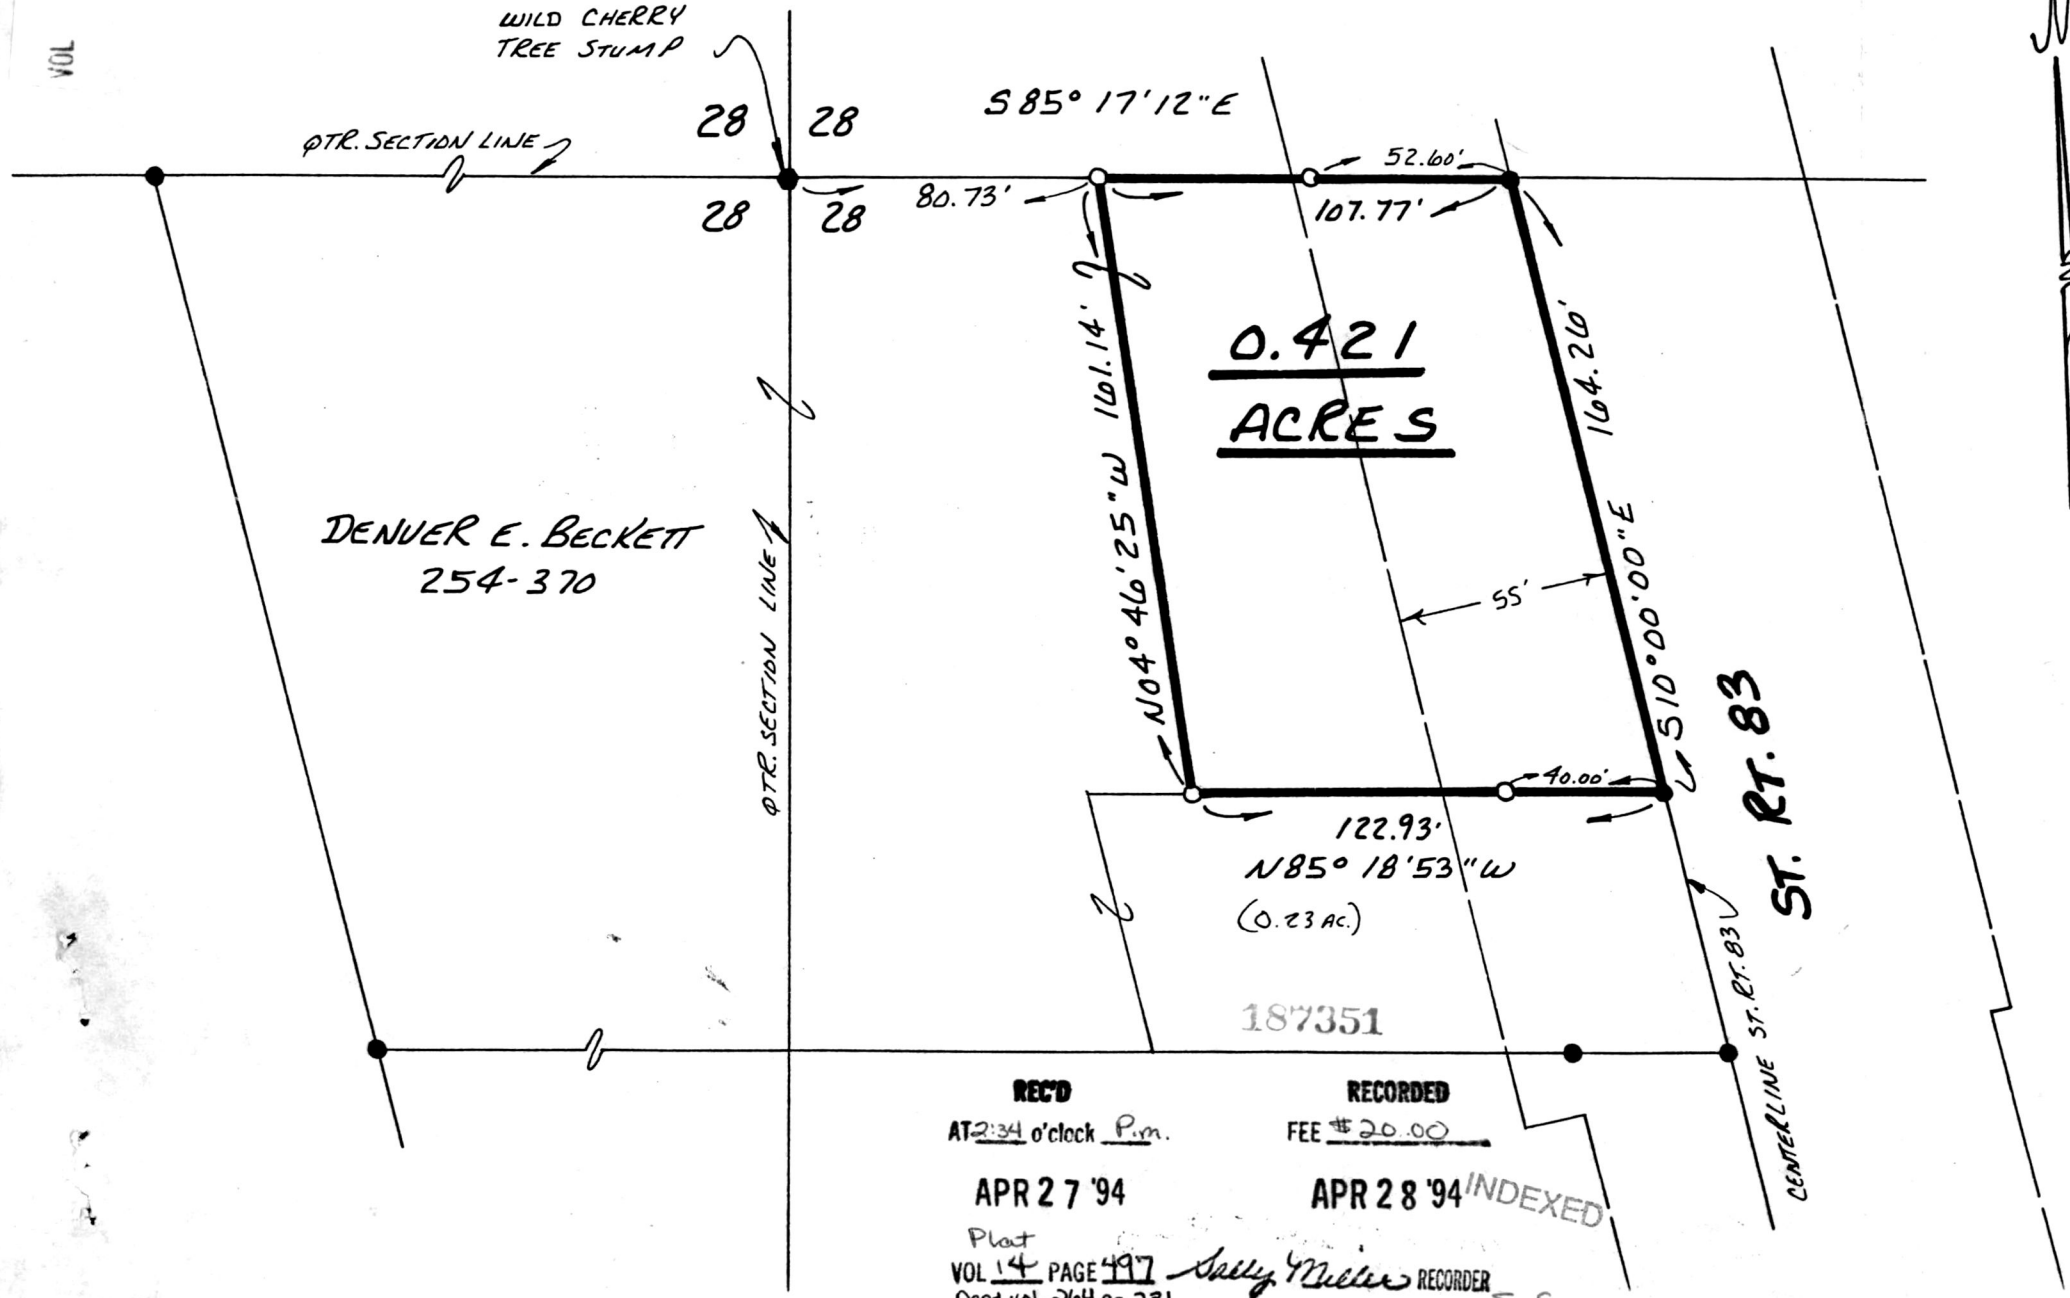 VOL
WILD CHERRY
TREE STUMP
S 85° 17' 12" E
28 28
QTR. SECTION LINE
52.60'
80.73'
107.77'
28 28
161.14'
N04° 46' 25" W
0.421
ACRES
164.26'
S 10° 00' 00" E
DENVER E. BECKETT
254-370
QTR. SECTION LINE
55'
ST. RT. 83
40.00'
122.93'
N85° 18' 53" W
(0.23 AC.)
CENTERLINE ST. RT. 83
187351
REC'D
AT 2:34 o'clock P.m.
APR 27 '94
RECORDED
FEE $20.00
APR 28 '94
INDEXED
Plat
VOL 14 PAGE 497 Sally Miller RECORDER